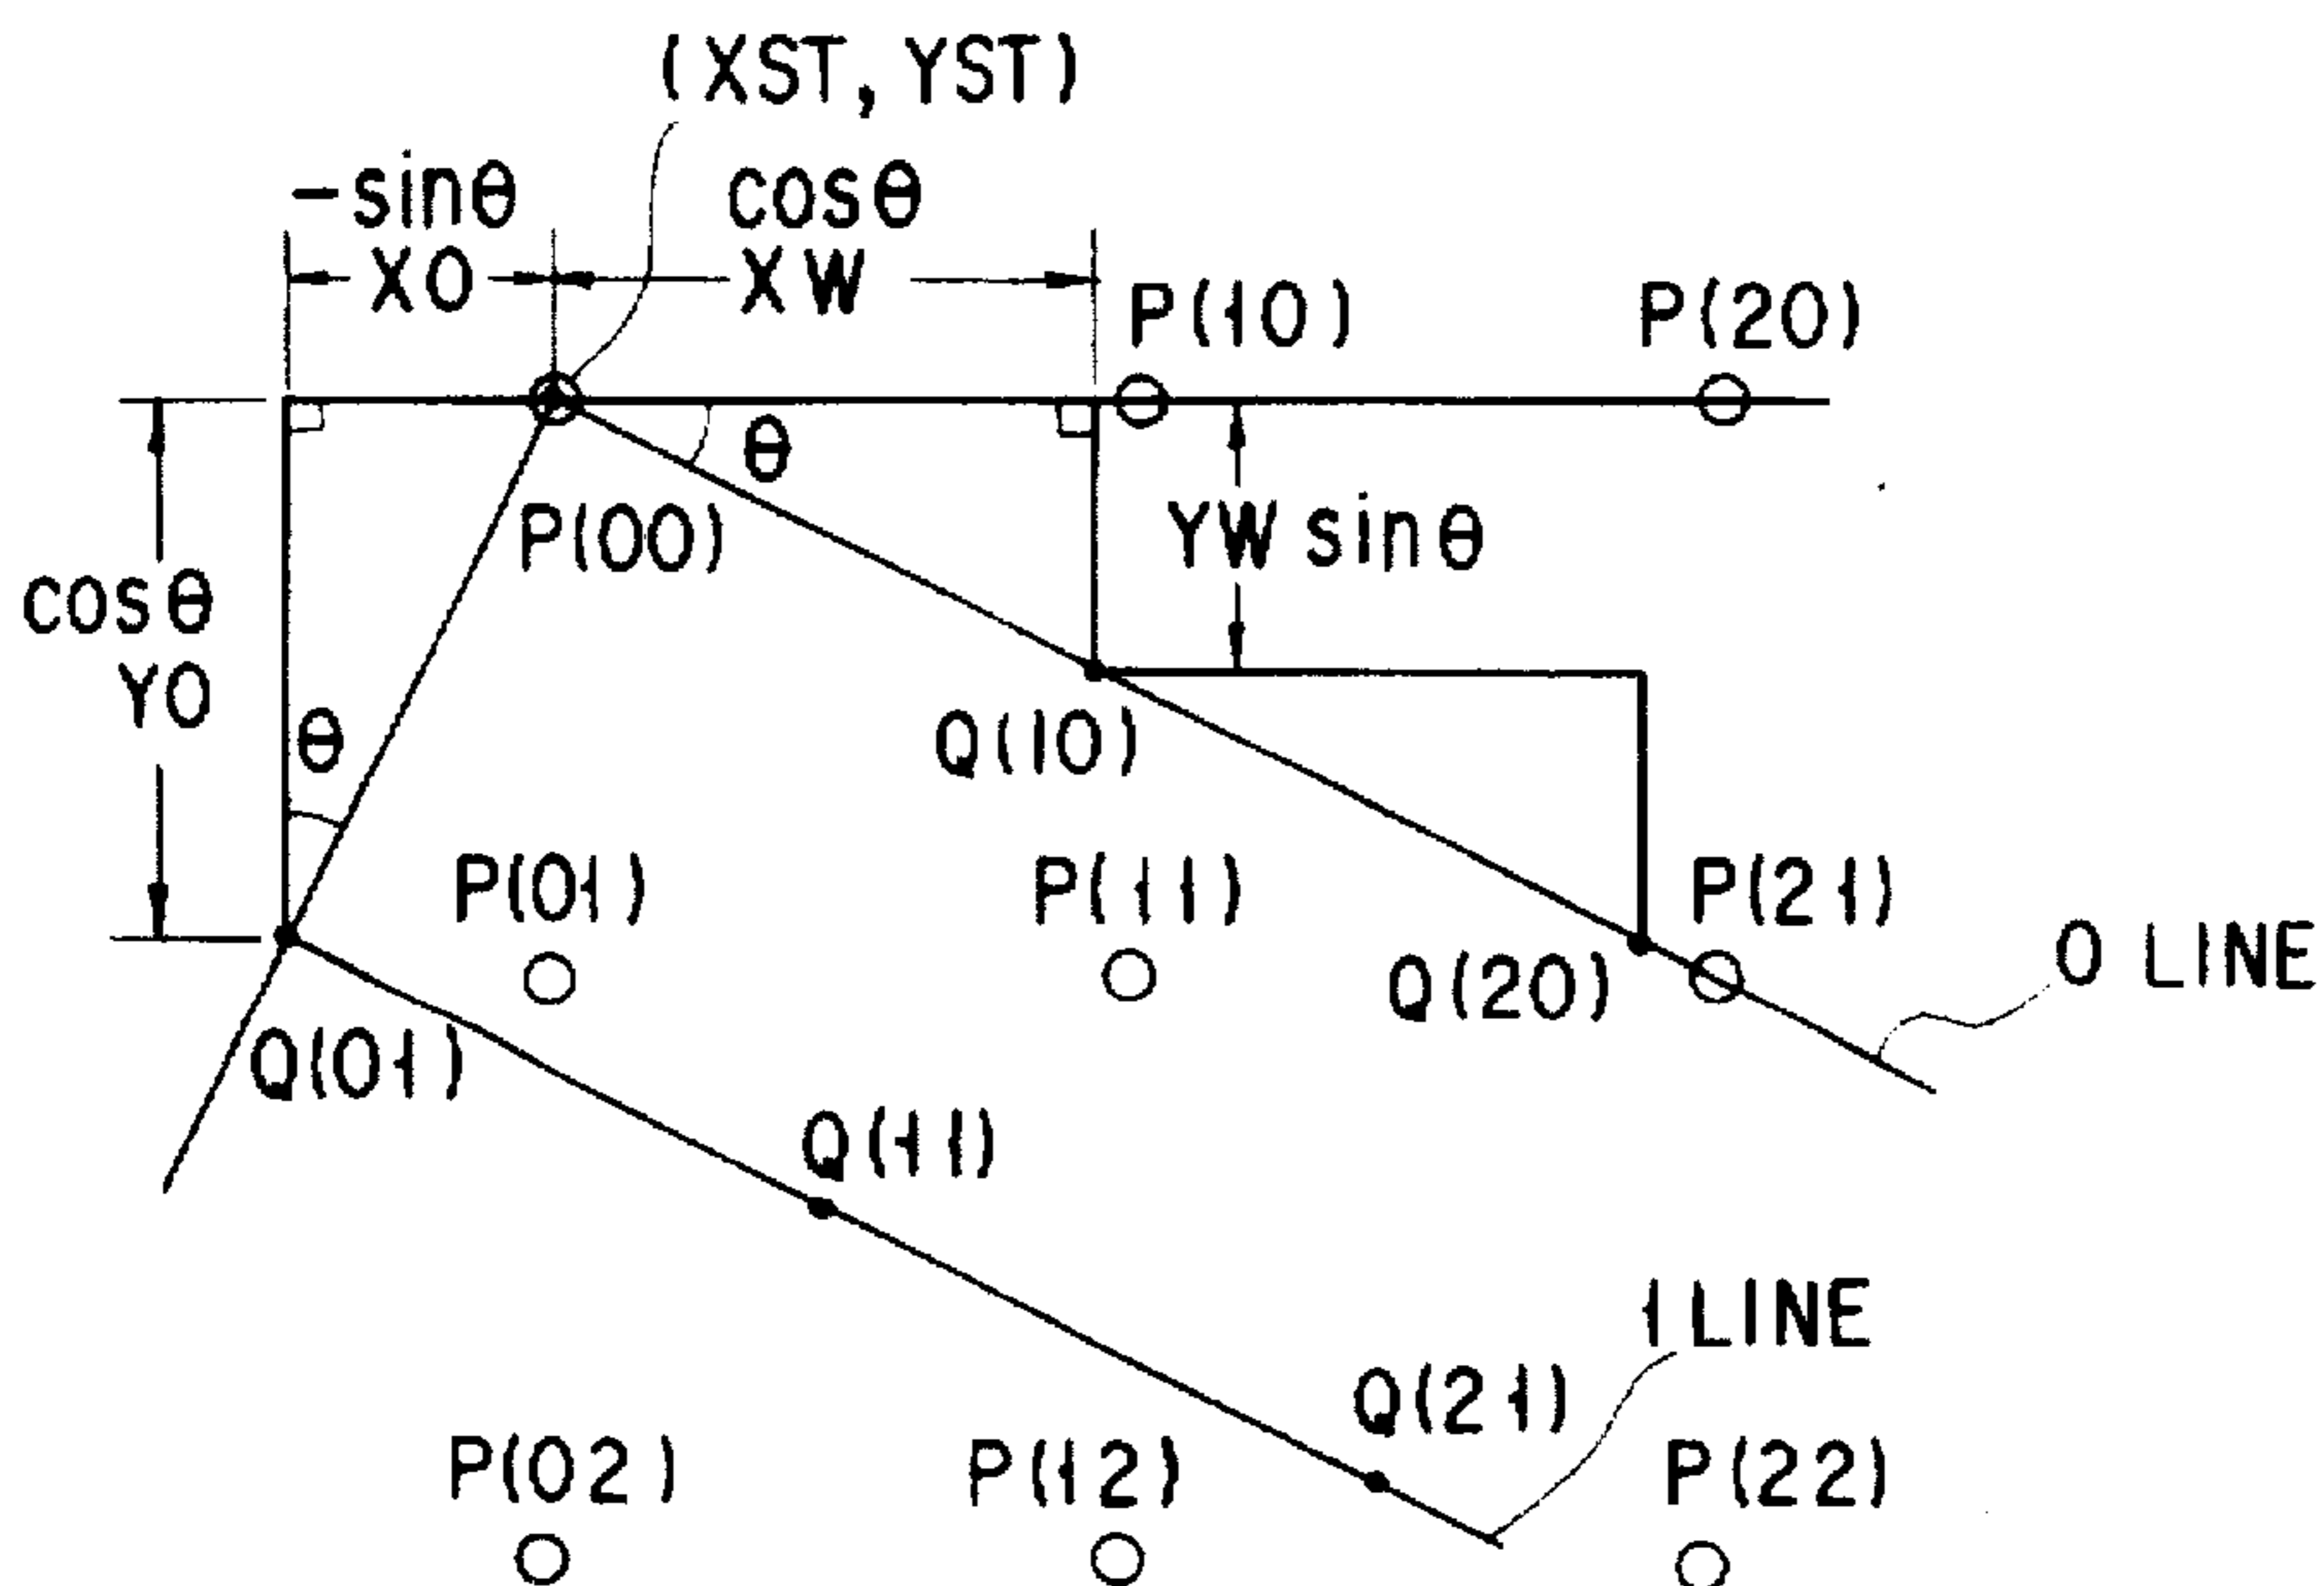 (XST, YST)
-sinθ
cosθ
XO
XW
P(10)
P(20)
θ
P(00)
YW sinθ
cosθ
YO
θ
Q(10)
P(01)
P(11)
P(21)
O LINE
Q(20)
Q(01)
Q(11)
1 LINE
Q(21)
P(02)
P(12)
P(22)